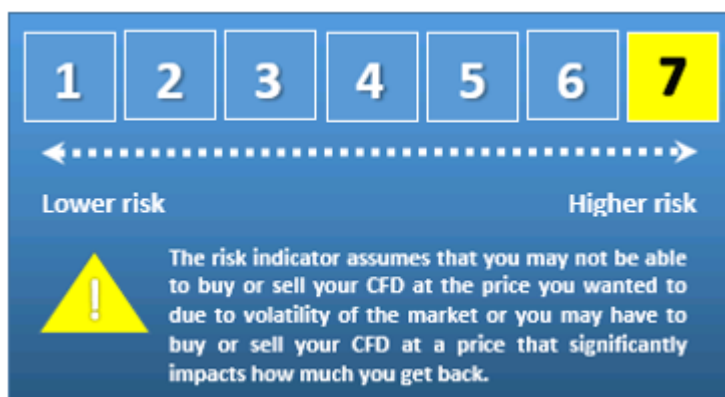 1 2 3 4 5 6 7
Lower risk Higher risk
The risk indicator assumes that you may not be able
! to buy or sell your CFD at the price you wanted to
due to volatility of the market or you may have to
buy or sell your CFD at a price that significantly
impacts how much you get back.